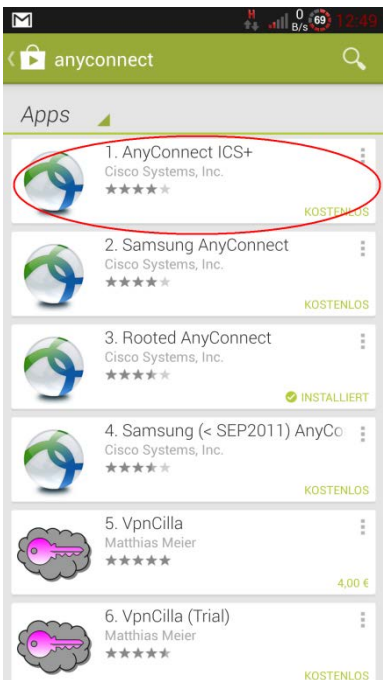 H 0 B/s 69 12:49
anyconnect
Apps
1. AnyConnect ICS+
Cisco Systems, Inc.
KOSTENLOS
2. Samsung AnyConnect
Cisco Systems, Inc.
KOSTENLOS
3. Rooted AnyConnect
Cisco Systems, Inc.
INSTALLIERT
4. Samsung (< SEP2011) AnyCo
Cisco Systems, Inc.
KOSTENLOS
5. VpnCilla
Matthias Meier
4,00 €
6. VpnCilla (Trial)
Matthias Meier
KOSTENLOS